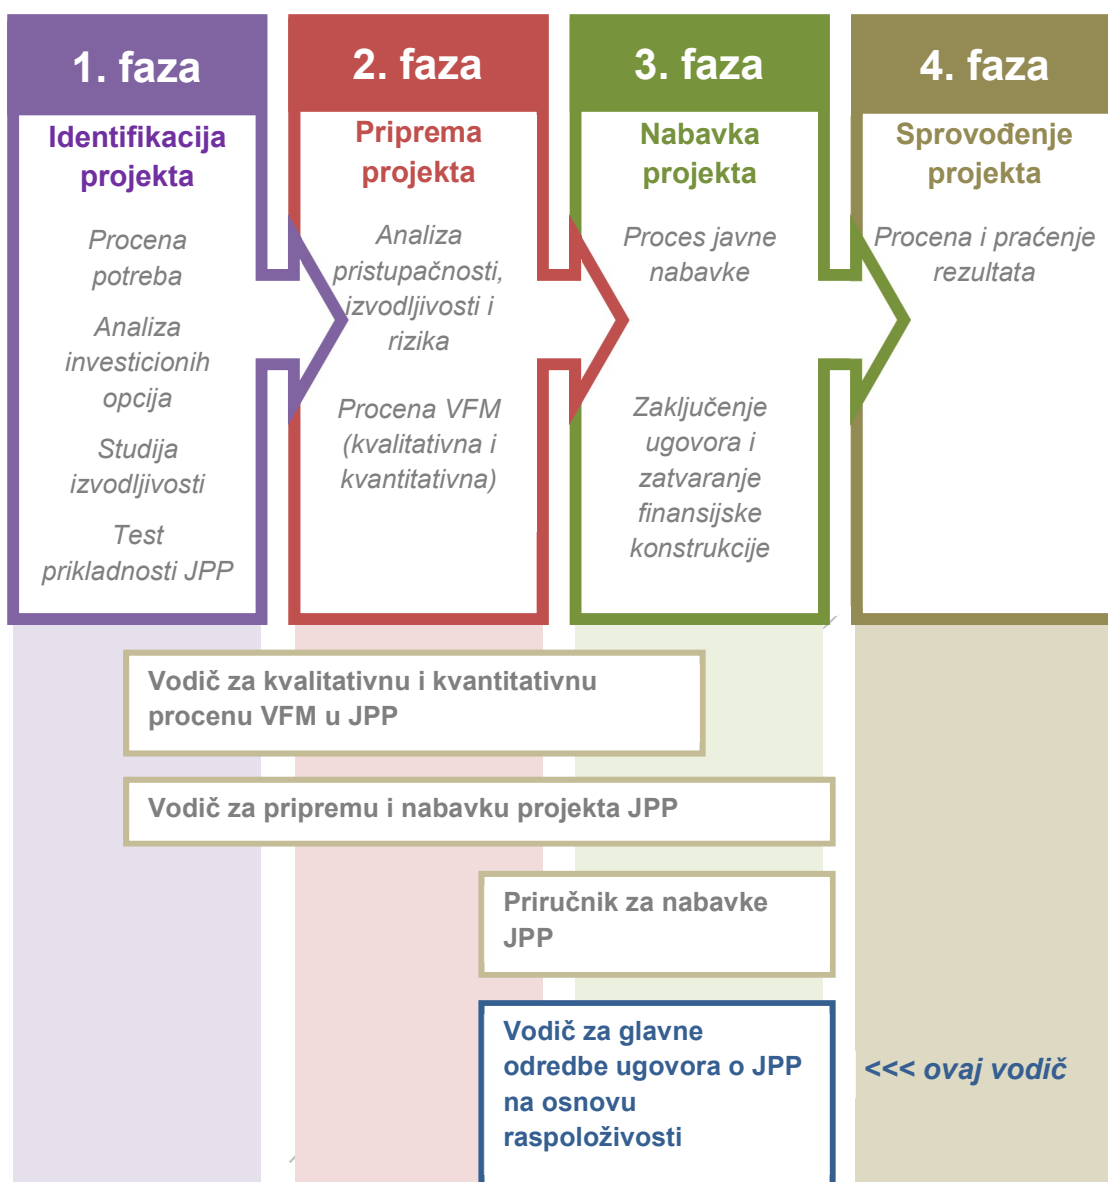 1. faza
Identifikacija
projekta
Procena
potreba
Analiza
investicionih
opcija
Studija
izvodljivosti
Test
prikladnosti JPP
2. faza
Priprema
projekta
Analiza
pristupačnosti,
izvodljivosti i
rizika
Procena VFM
(kvalitativna i
kvantitativna)
3. faza
Nabavka
projekta
Proces javne
nabavke
Zaključenje
ugovora i
zatvaranje
finansijske
konstrukcije
4. faza
Sprovođenje
projekta
Procena i praćenje
rezultata
Vodič za kvalitativnu i kvantitativnu
procenu VFM u JPP
Vodič za pripremu i nabavku projekta JPP
Priručnik za nabavke
JPP
Vodič za glavne
odredbe ugovora o JPP
na osnovu
raspoloživosti
<<< ovaj vodič